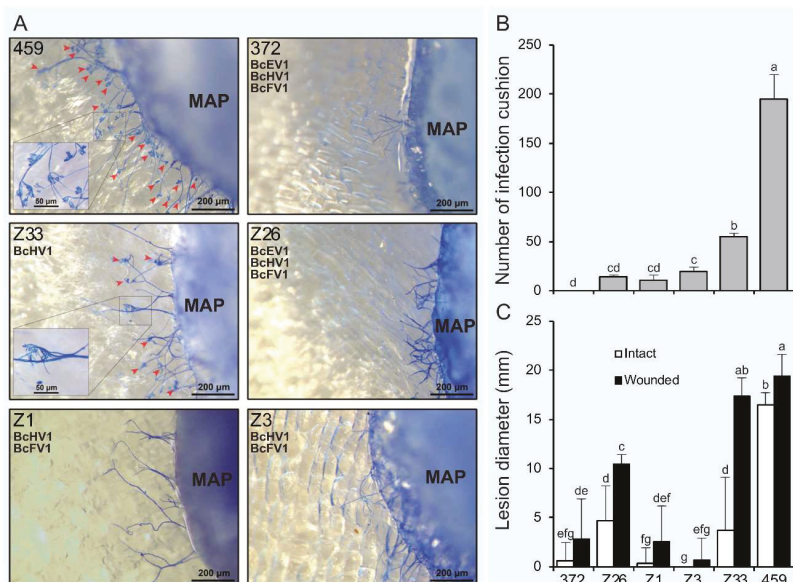 A
459
MAP
50 µm
200 µm
372
BcEV1
BcHV1
BcFV1
MAP
200 µm
Z33
BcHV1
MAP
50 µm
200 µm
Z26
BcEV1
BcHV1
BcFV1
MAP
200 µm
Z1
BcHV1
BcFV1
MAP
200 µm
Z3
BcHV1
BcFV1
MAP
200 µm
B
Number of infection cushion
250
200
150
100
50
0
d
cd
cd
c
b
a
C
Lesion diameter (mm)
25
20
15
10
5
0
Intact
Wounded
efg
de
d
c
fg
def
g
efg
d
ab
b
a
372
Z26
Z1
Z3
Z33
459